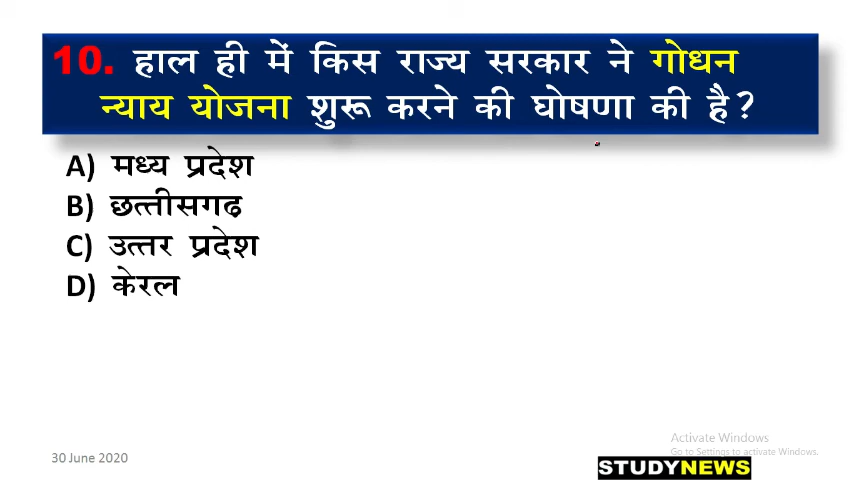 10. हाल ही में किस राज्य सरकार ने गोधन
न्याय योजना शुरू करने की घोषणा की है?
A) मध्य प्रदेश
B) छत्तीसगढ
C) उत्तर प्रदेश
D) केरल
Activate Windows
Go to Settings to activate Windows.
30 June 2020
STUDYNEWS